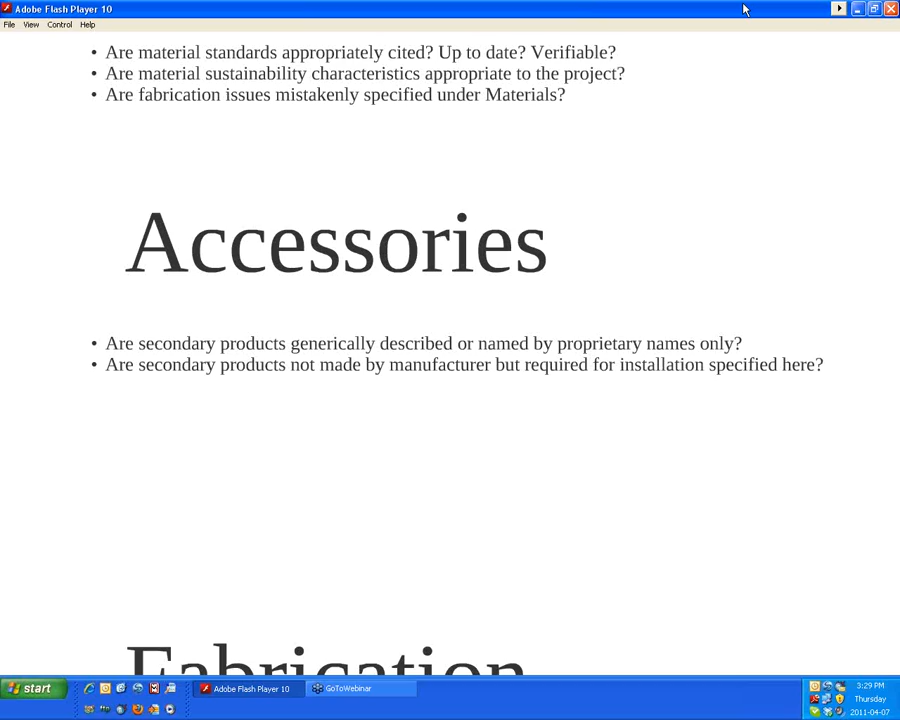 Adobe Flash Player 10
File View Control Help
• Are material standards appropriately cited? Up to date? Verifiable?
• Are material sustainability characteristics appropriate to the project?
• Are fabrication issues mistakenly specified under Materials?
Accessories
• Are secondary products generically described or named by proprietary names only?
• Are secondary products not made by manufacturer but required for installation specified here?
Fabrication
start
Adobe Flash Player 10
GoToWebinar
3:29 PM
Thursday
2011-04-07